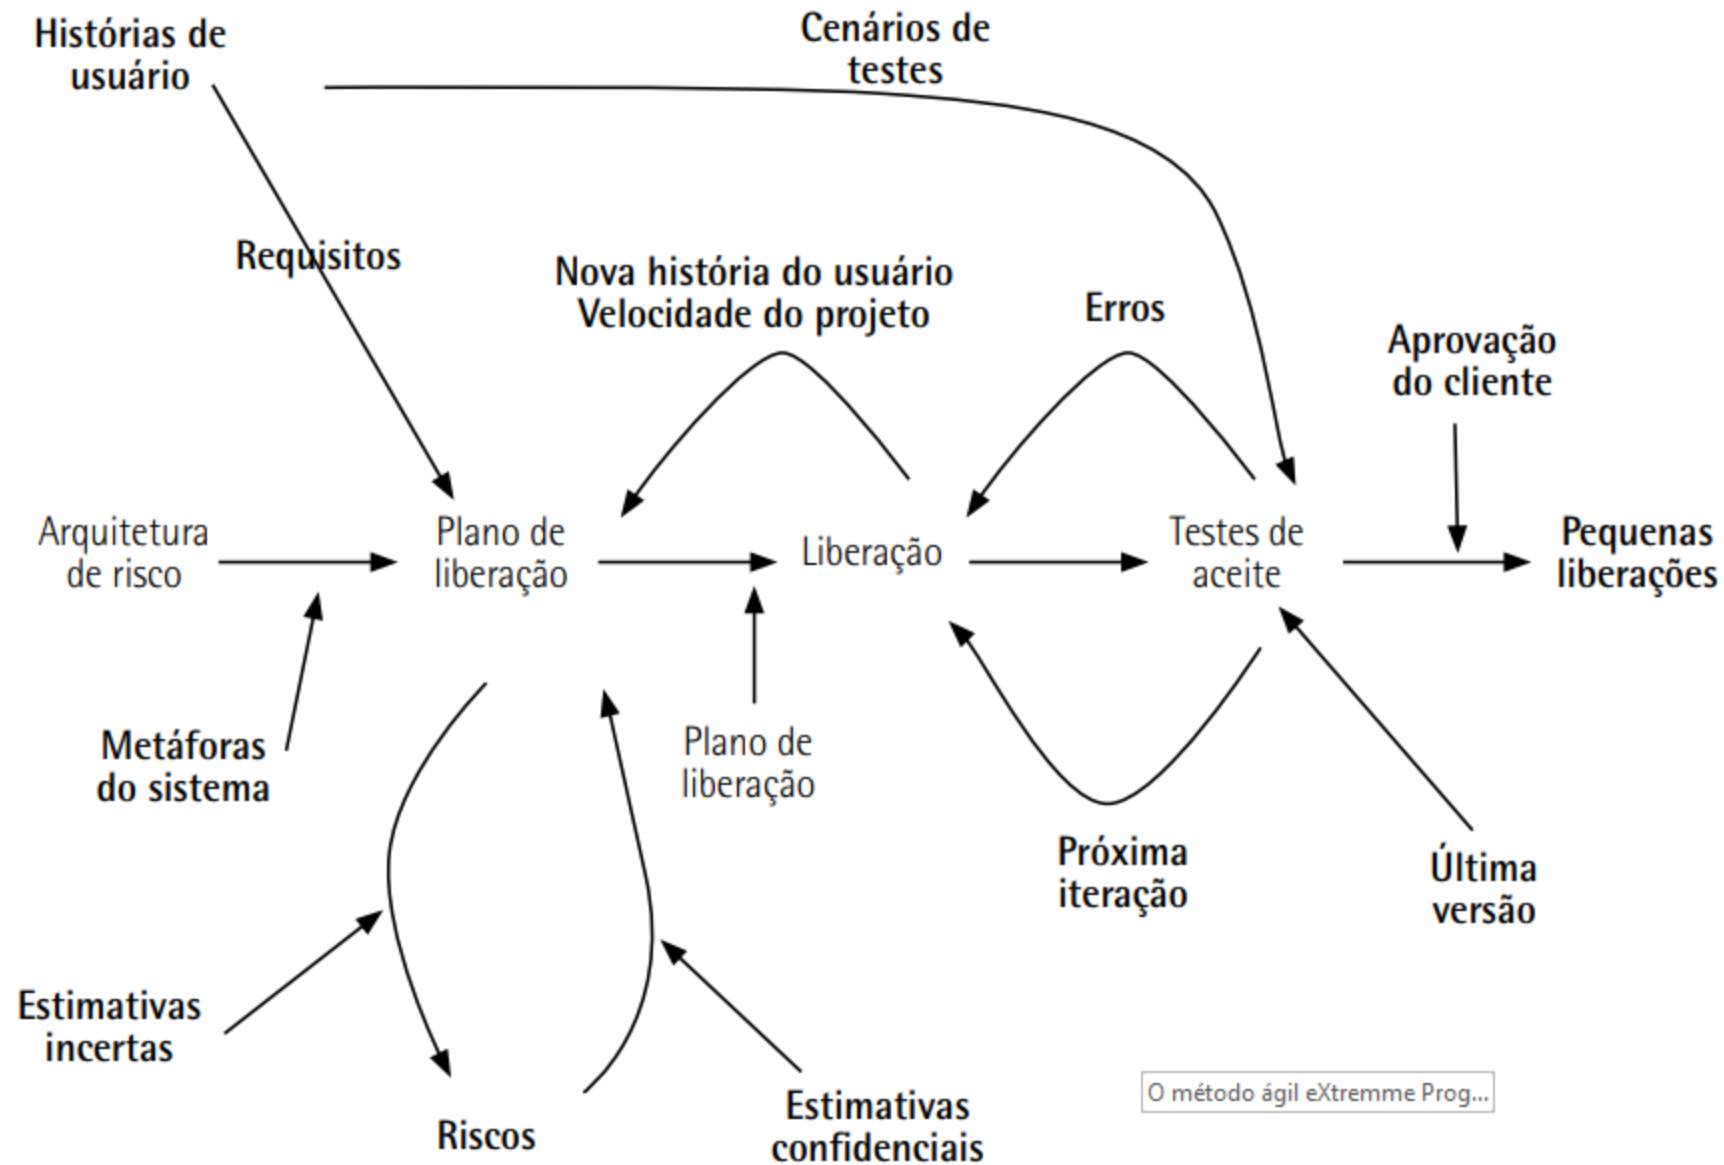 Histórias de
usuário
Cenários de
testes
Requisitos
Nova história do usuário
Velocidade do projeto
Erros
Aprovação
do cliente
Arquitetura
de risco
Plano de
liberação
Liberação
Testes de
aceite
Pequenas
liberações
Metáforas
do sistema
Plano de
liberação
Próxima
iteração
Última
versão
Estimativas
incertas
Riscos
Estimativas
confidenciais
O método ágil eXtremme Prog...